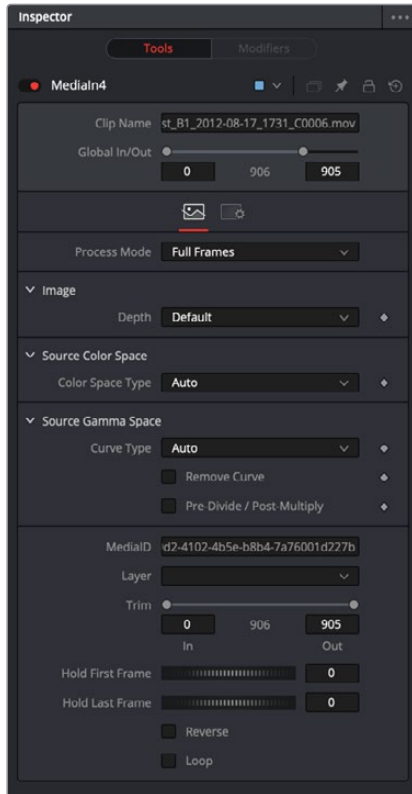 Inspector
Tools Modifiers
MediaIn4
Clip Name st_B1_2012-08-17_1731_C0006.mov
Global In/Out
0 906 905
Process Mode Full Frames
Image
Depth Default
Source Color Space
Color Space Type Auto
Source Gamma Space
Curve Type Auto
Remove Curve
Pre-Divide / Post-Multiply
MediaID d2-4102-4b5e-b8b4-7a76001d227b
Layer
Trim
0 906 905
In Out
Hold First Frame 0
Hold Last Frame 0
Reverse
Loop